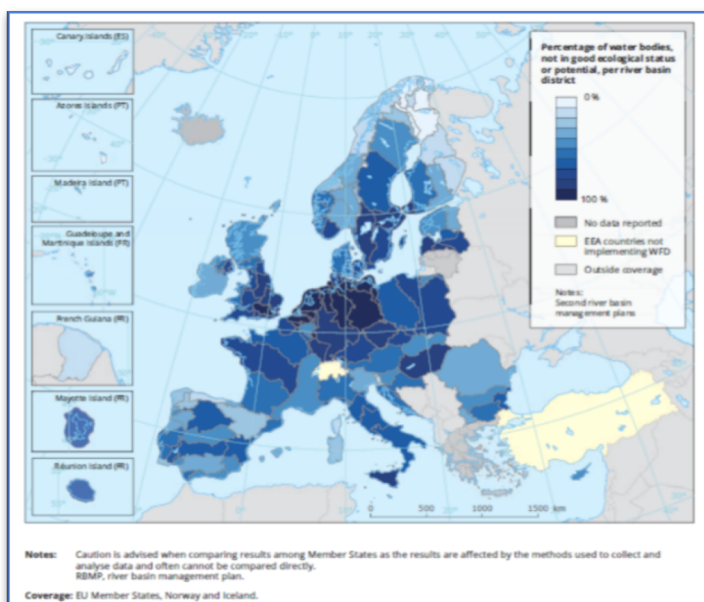 Canary Islands (ES)
Azores Islands (PT)
Madeira Island (PT)
Guadeloupe and
Martinique Islands (FR)
French Guiana (FR)
Mayotte Island (FR)
Réunion Island (FR)
Percentage of water bodies,
not in good ecological status
or potential, per river basin
district
0 %
100 %
No data reported
EEA countries not
implementing WFD
Outside coverage
Notes:
Second river basin
management plans
0 500 1000 1500 km
Notes: Caution is advised when comparing results among Member States as the results are affected by the methods used to collect and
analyse data and often cannot be compared directly.
RBMP, river basin management plan.
Coverage: EU Member States, Norway and Iceland.